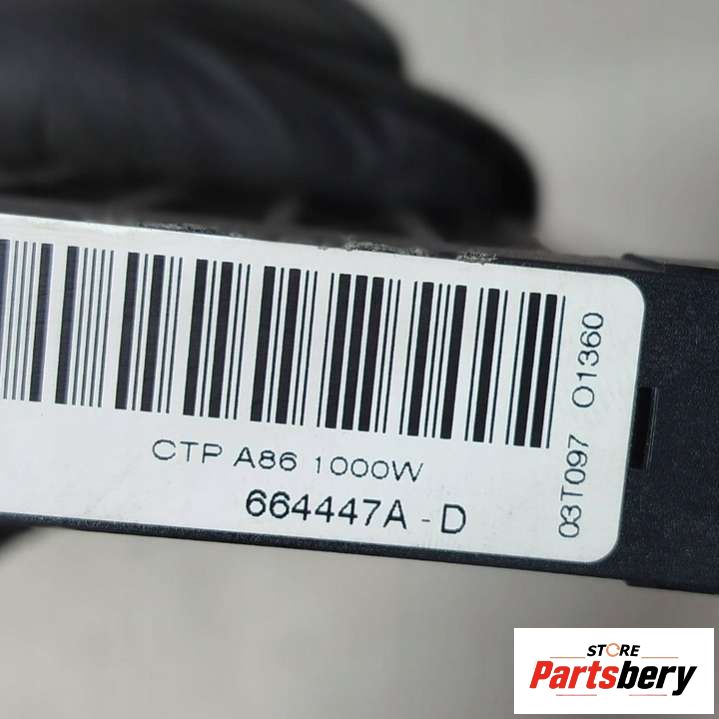 CTP A86 1000W
664447A - D
03T097 01360
STORE
Partsbery